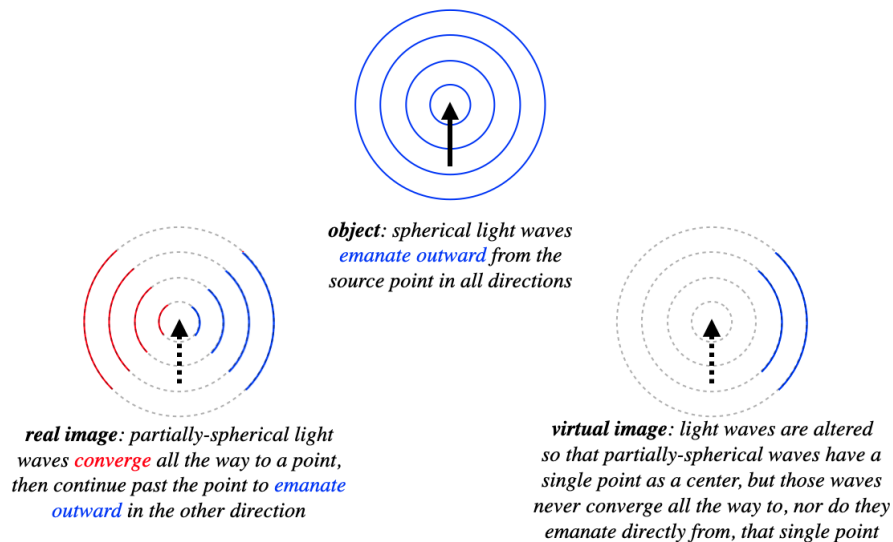 object: spherical light waves
emanate outward from the
source point in all directions
real image: partially-spherical light
waves converge all the way to a point,
then continue past the point to emanate
outward in the other direction
virtual image: light waves are altered
so that partially-spherical waves have a
single point as a center, but those waves
never converge all the way to, nor do they
emanate directly from, that single point